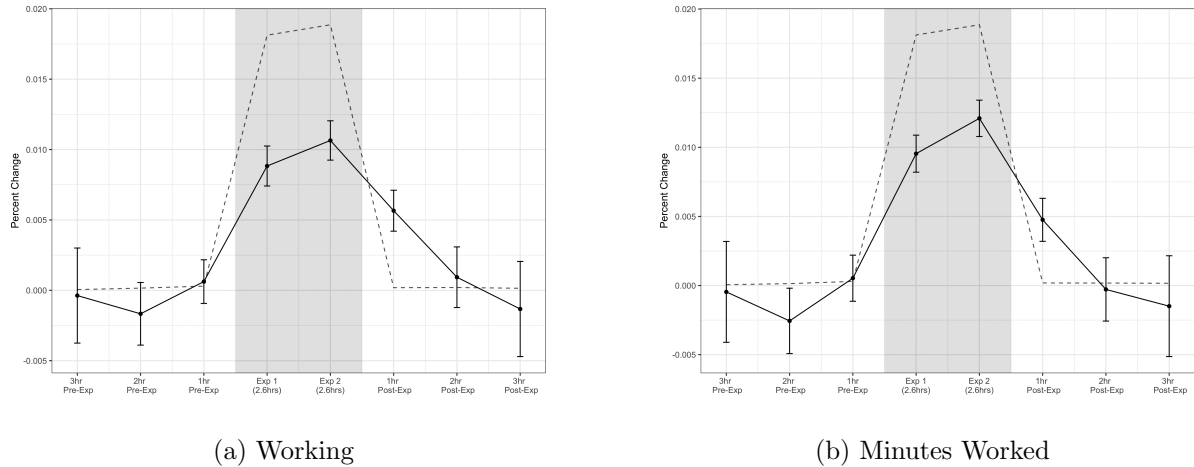 Percent Change
0.020
0.015
0.010
0.005
0.000
-0.005
3hr
Pre-Exp
2hr
Pre-Exp
1hr
Pre-Exp
Exp 1
(2.6hrs)
Exp 2
(2.6hrs)
1hr
Post-Exp
2hr
Post-Exp
3hr
Post-Exp
(a) Working
Percent Change
0.020
0.015
0.010
0.005
0.000
-0.005
3hr
Pre-Exp
2hr
Pre-Exp
1hr
Pre-Exp
Exp 1
(2.6hrs)
Exp 2
(2.6hrs)
1hr
Post-Exp
2hr
Post-Exp
3hr
Post-Exp
(b) Minutes Worked